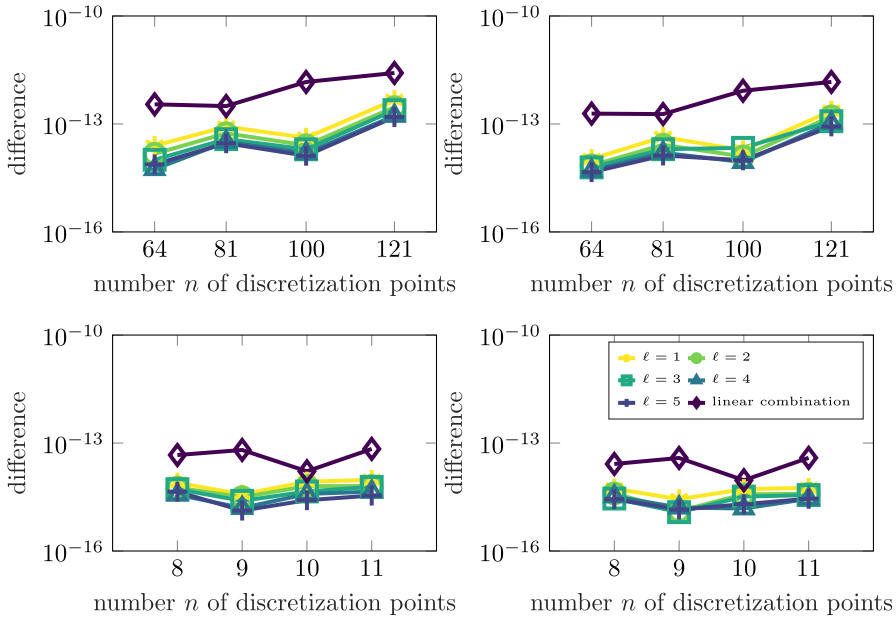 10^{-10}
10^{-13}
10^{-16}
difference
64 81 100 121
number n of discretization points
10^{-10}
10^{-13}
10^{-16}
difference
64 81 100 121
number n of discretization points
10^{-10}
10^{-13}
10^{-16}
difference
8 9 10 11
number n of discretization points
10^{-10}
10^{-13}
10^{-16}
difference
ℓ = 1 ℓ = 2
ℓ = 3 ℓ = 4
ℓ = 5 linear combination
8 9 10 11
number n of discretization points